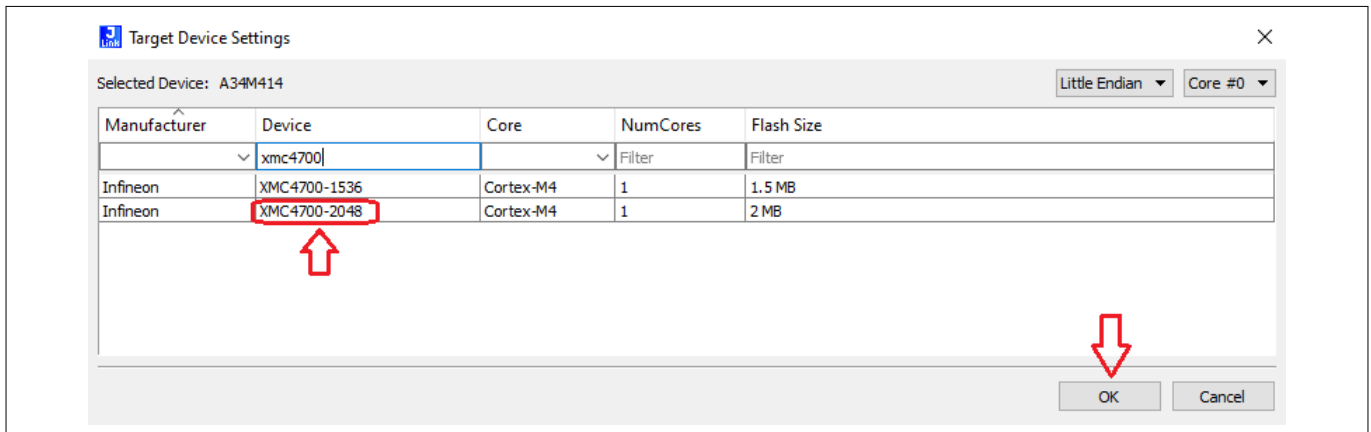 J Link Target Device Settings
Selected Device: A34M414 Little Endian Core #0
Manufacturer Device Core NumCores Flash Size
xmc4700 Filter Filter
Infineon XMC4700-1536 Cortex-M4 1 1.5 MB
Infineon XMC4700-2048 Cortex-M4 1 2 MB
OK Cancel